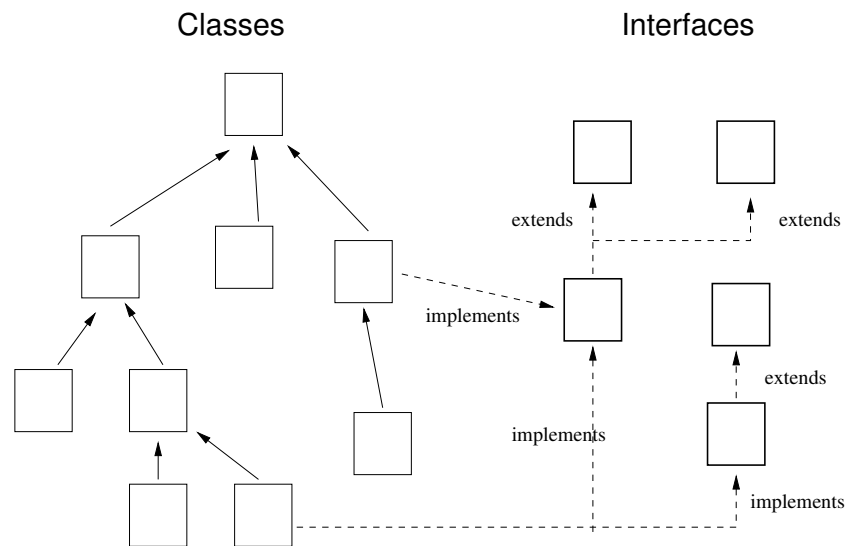 Classes
Interfaces
extends
extends
implements
extends
implements
implements